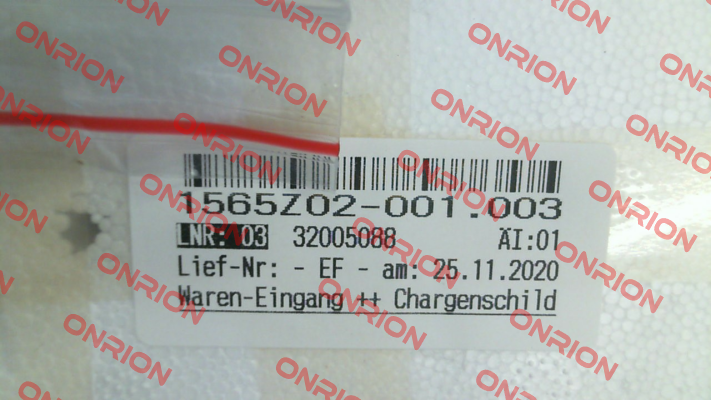 1565Z02-001.003
LNR: 03 32005088 ÄI:01
Lief-Nr: - EF - am: 25.11.2020
Waren-Eingang ++ Chargenschild
ONRION